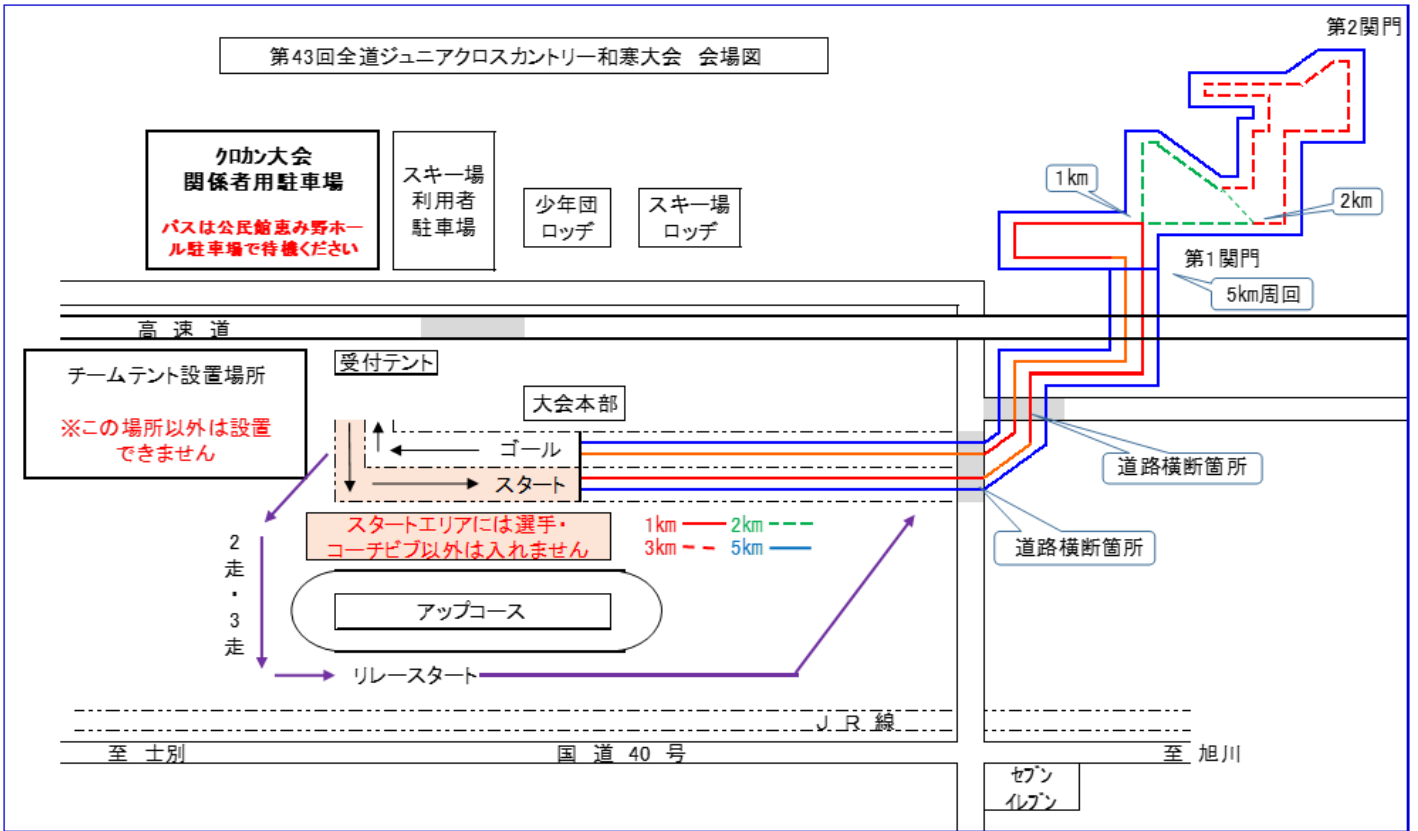 第2関門
第43回全道ジュニアクロスカントリー和寒大会 会場図
クロカン大会
関係者用駐車場
バスは公民館恵み野ホー
ル駐車場で待機ください
スキー場
利用者
駐車場
少年団
ロッヂ
スキー場
ロッヂ
1km
2km
第1関門
5km周回
高 速 道
受付テント
チームテント設置場所
※この場所以外は設置
できません
大会本部
ゴール
スタート
道路横断箇所
スタートエリアには選手・
コーチビブ以外は入れません
1km 2km
3km 5km
道路横断箇所
2走・3走
アップコース
リレースタート
JR線
至 士別
国 道 40 号
至 旭川
セブン
イレブン